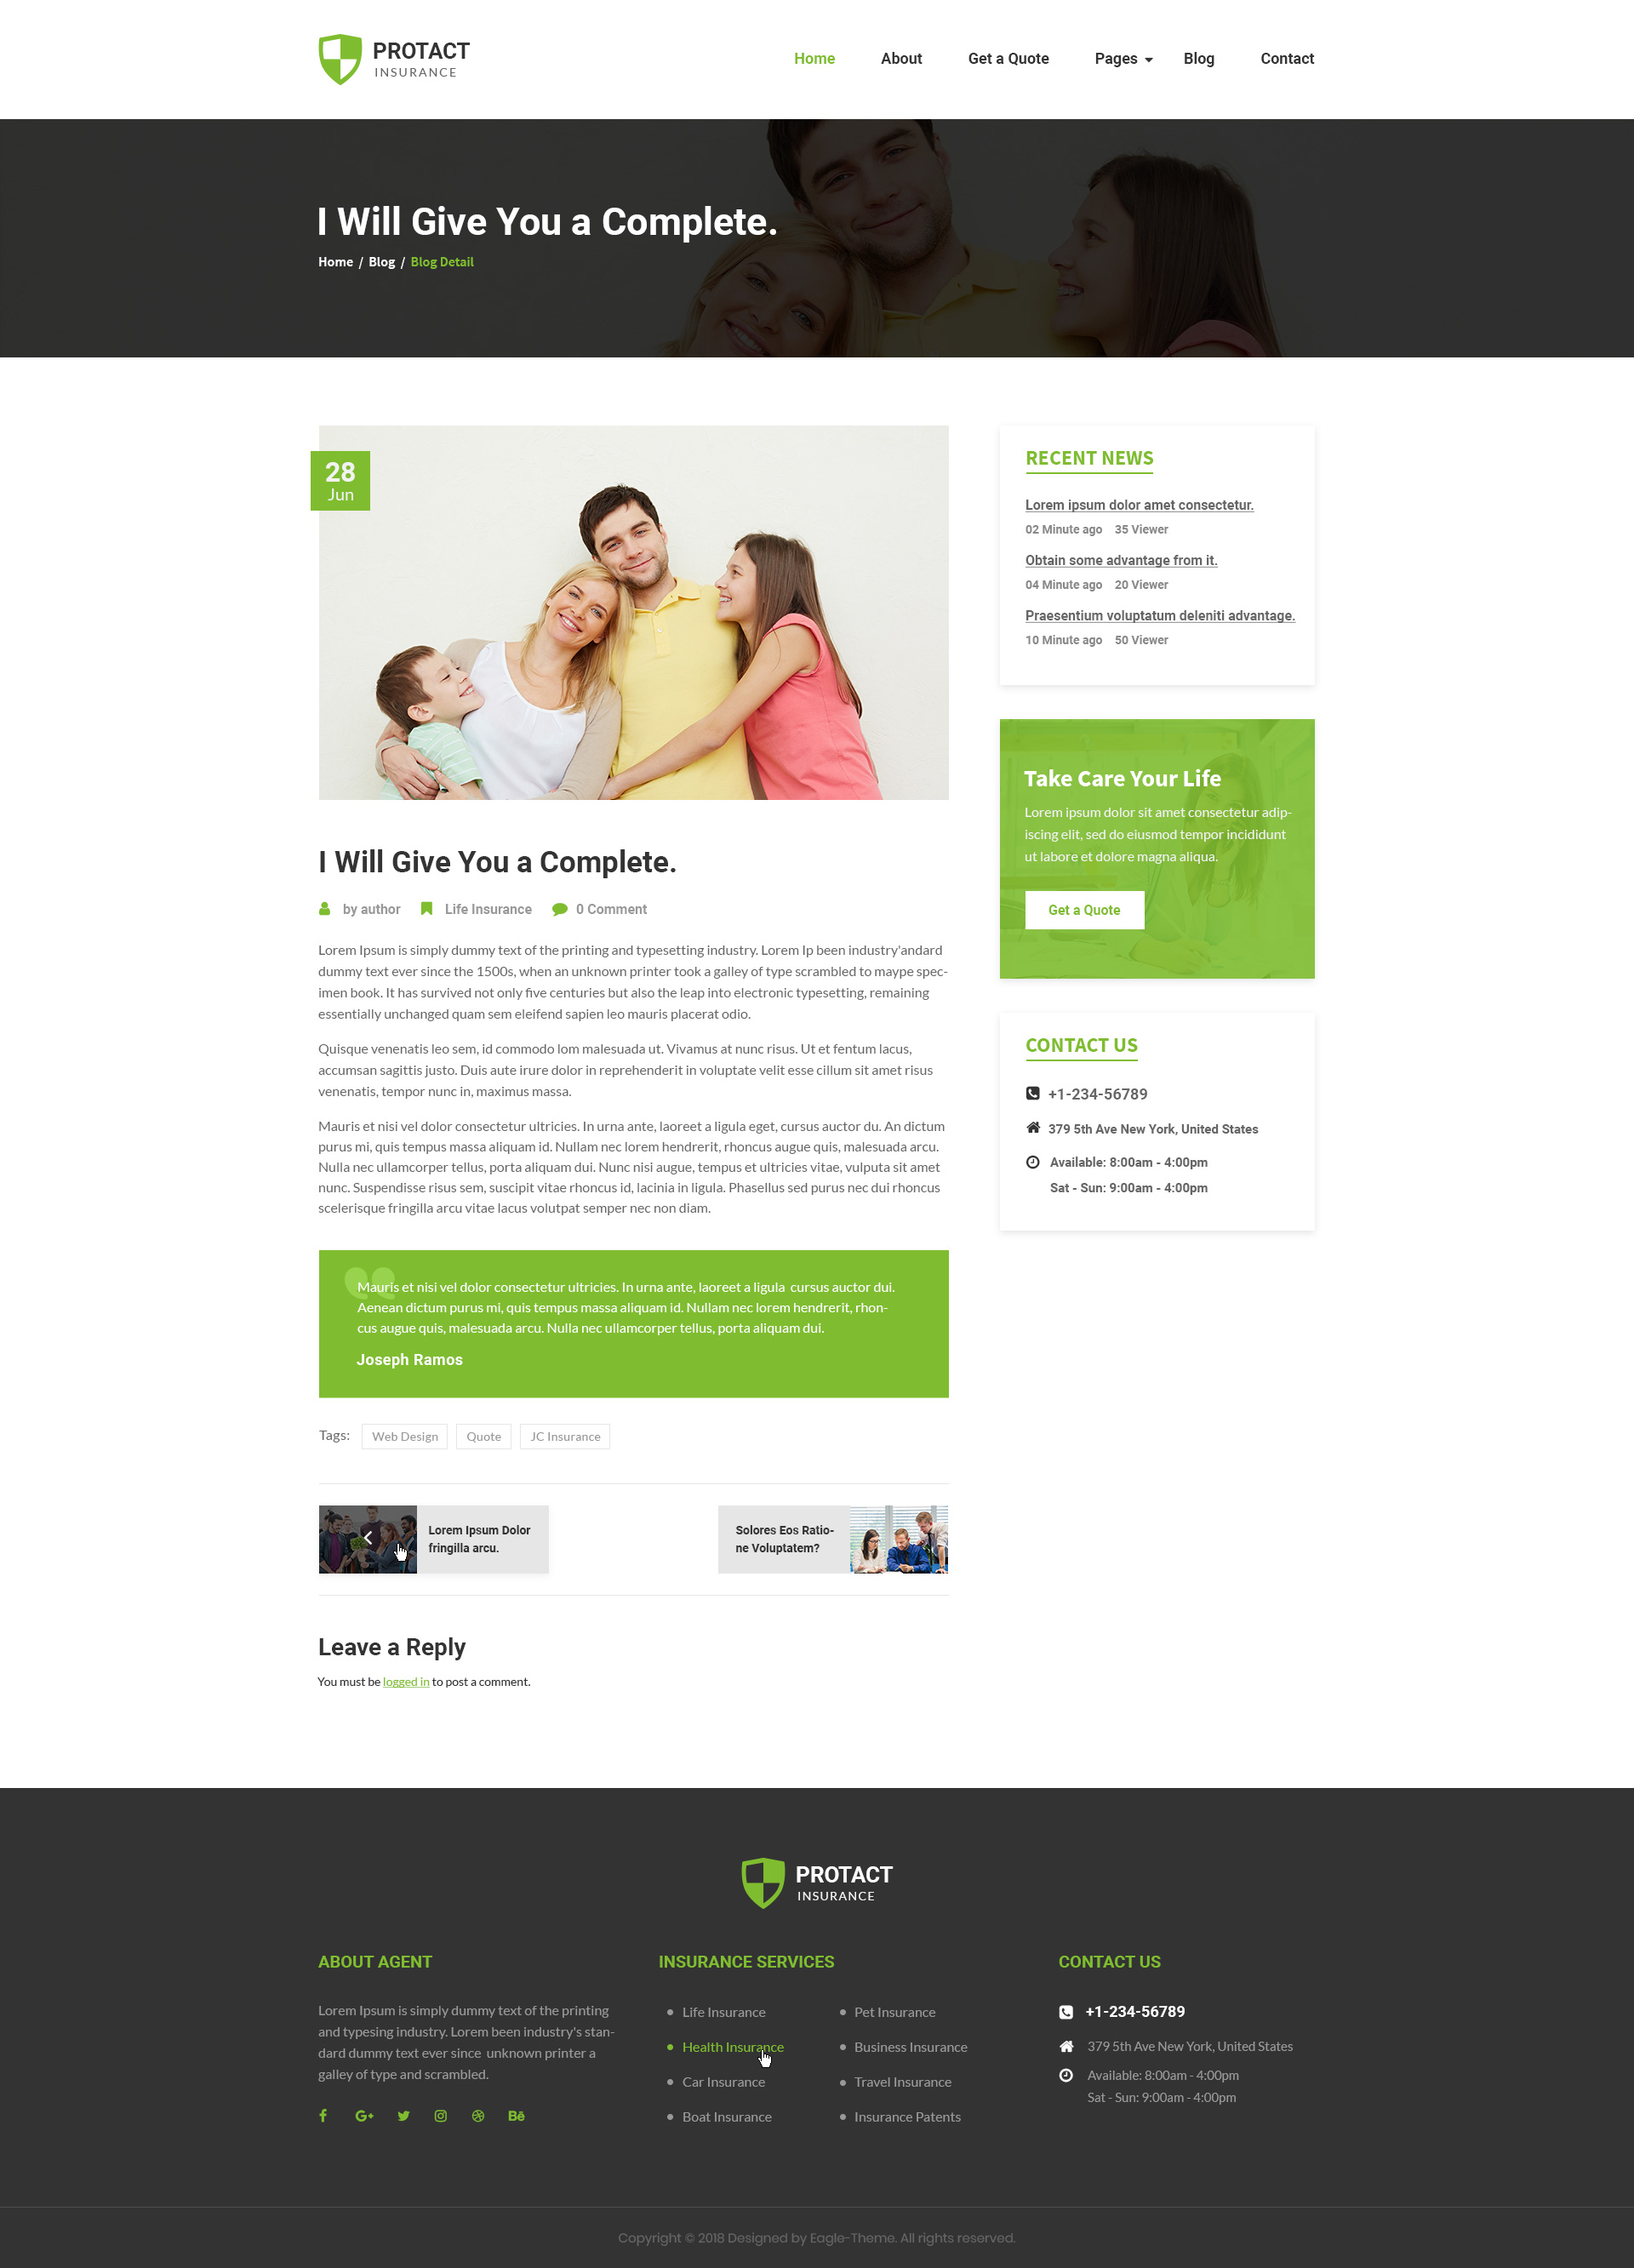 PROTACT
INSURANCE
Home About Get a Quote Pages Blog Contact
I Will Give You a Complete.
Home / Blog / Blog Detail
28
Jun
I Will Give You a Complete.
by author Life Insurance 0 Comment
Lorem Ipsum is simply dummy text of the printing and typesetting industry. Lorem Ip been industry'andard
dummy text ever since the 1500s, when an unknown printer took a galley of type scrambled to maype spec-
imen book. It has survived not only five centuries but also the leap into electronic typesetting, remaining
essentially unchanged quam sem eleifend sapien leo mauris placerat odio.
Quisque venenatis leo sem, id commodo lom malesuada ut. Vivamus at nunc risus. Ut et fentum lacus,
accumsan sagittis justo. Duis aute irure dolor in reprehenderit in voluptate velit esse cillum sit amet risus
venenatis, tempor nunc in, maximus massa.
Mauris et nisi vel dolor consectetur ultricies. In urna ante, laoreet a ligula eget, cursus auctor du. An dictum
purus mi, quis tempus massa aliquam id. Nullam nec lorem hendrerit, rhoncus augue quis, malesuada arcu.
Nulla nec ullamcorper tellus, porta aliquam dui. Nunc nisi augue, tempus et ultricies vitae, vulputa sit amet
nunc. Suspendisse risus sem, suscipit vitae rhoncus id, lacinia in ligula. Phasellus sed purus nec dui rhoncus
scelerisque fringilla arcu vitae lacus volutpat semper nec non diam.
Mauris et nisi vel dolor consectetur ultricies. In urna ante, laoreet a ligula  cursus auctor dui.
Aenean dictum purus mi, quis tempus massa aliquam id. Nullam nec lorem hendrerit, rhon-
cus augue quis, malesuada arcu. Nulla nec ullamcorper tellus, porta aliquam dui.
Joseph Ramos
Tags: Web Design Quote JC Insurance
Lorem Ipsum Dolor
fringilla arcu.
Solores Eos Ratio-
ne Voluptatem?
Leave a Reply
You must be logged in to post a comment.
RECENT NEWS
Lorem ipsum dolor amet consectetur.
02 Minute ago 35 Viewer
Obtain some advantage from it.
04 Minute ago 20 Viewer
Praesentium voluptatum deleniti advantage.
10 Minute ago 50 Viewer
Take Care Your Life
Lorem ipsum dolor sit amet consectetur adip-
iscing elit, sed do eiusmod tempor incididunt
ut labore et dolore magna aliqua.
Get a Quote
CONTACT US
+1-234-56789
379 5th Ave New York, United States
Available: 8:00am - 4:00pm
Sat - Sun: 9:00am - 4:00pm
PROTACT
INSURANCE
ABOUT AGENT
Lorem Ipsum is simply dummy text of the printing
and typesing industry. Lorem been industry's stan-
dard dummy text ever since  unknown printer a
galley of type and scrambled.
f G+ Bē
INSURANCE SERVICES
Life Insurance
Health Insurance
Car Insurance
Boat Insurance
Pet Insurance
Business Insurance
Travel Insurance
Insurance Patents
CONTACT US
+1-234-56789
379 5th Ave New York, United States
Available: 8:00am - 4:00pm
Sat - Sun: 9:00am - 4:00pm
Copyright © 2018 Designed by Eagle-Theme. All rights reserved.